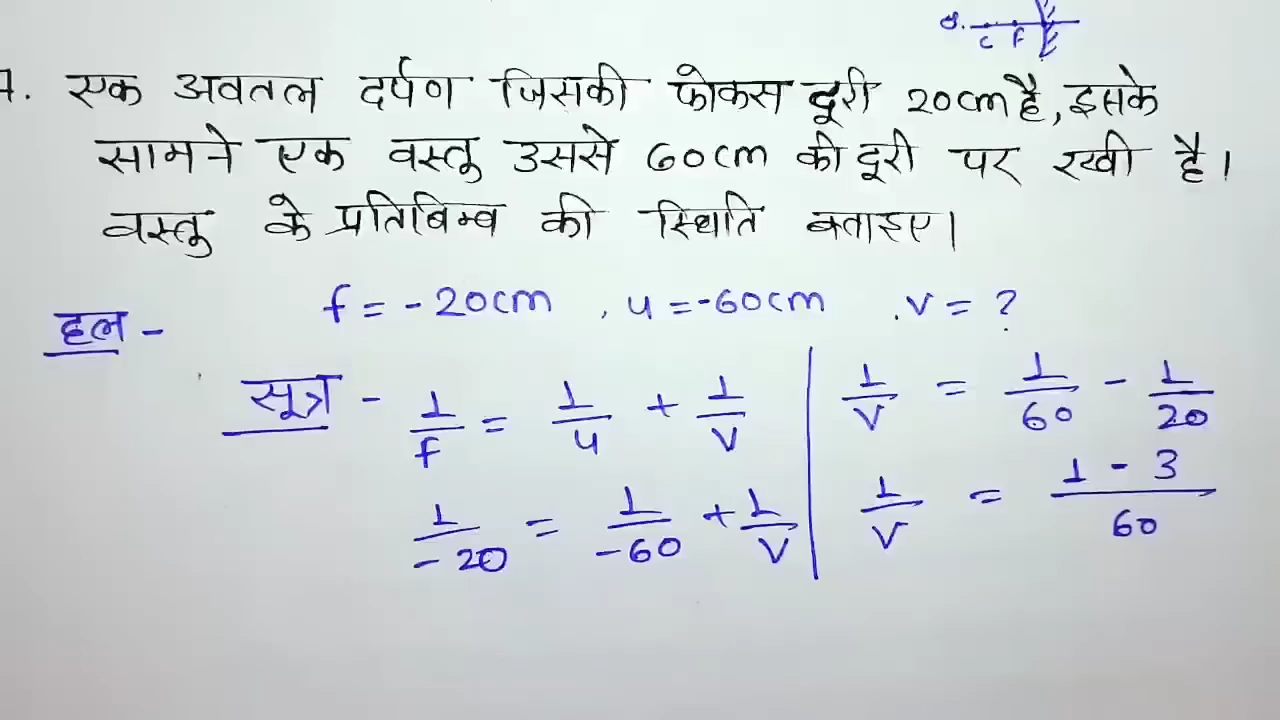 C F
7. एक अवतल दर्पण जिसकी फोकस दूरी 20cm है, इसके
सामने एक वस्तु उससे 60cm की दूरी पर रखी है।
वस्तु के प्रतिबिम्ब की स्थिति बताइए।
हल - f = -20cm , u = -60cm , v = ?
सूत्र - 1/f = 1/u + 1/v
1/-20 = 1/-60 + 1/v
1/v = 1/60 - 1/20
1/v = 1 - 3/60